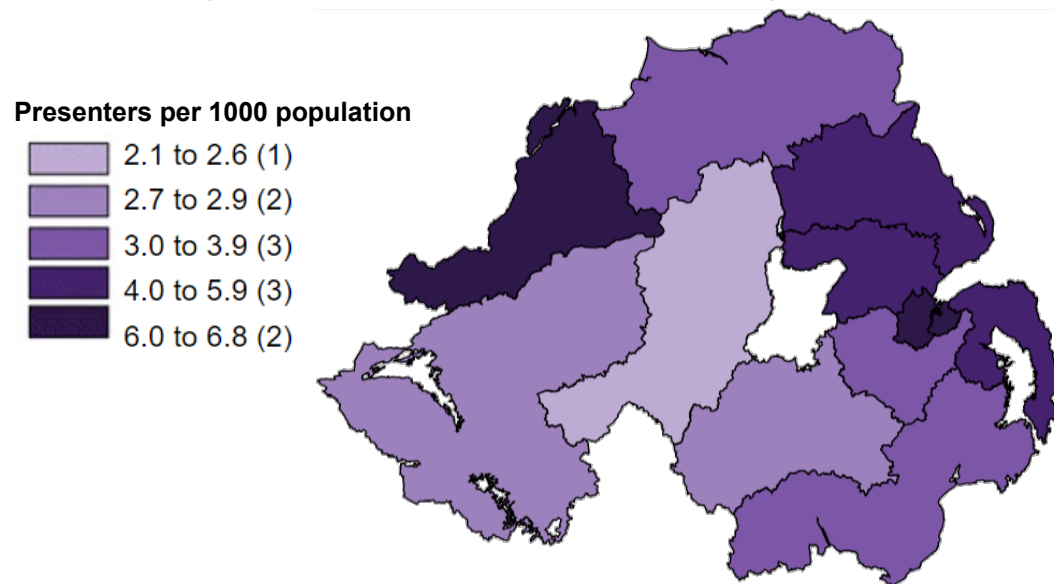 Presenters per 1000 population
2.1 to 2.6 (1)
2.7 to 2.9 (2)
3.0 to 3.9 (3)
4.0 to 5.9 (3)
6.0 to 6.8 (2)